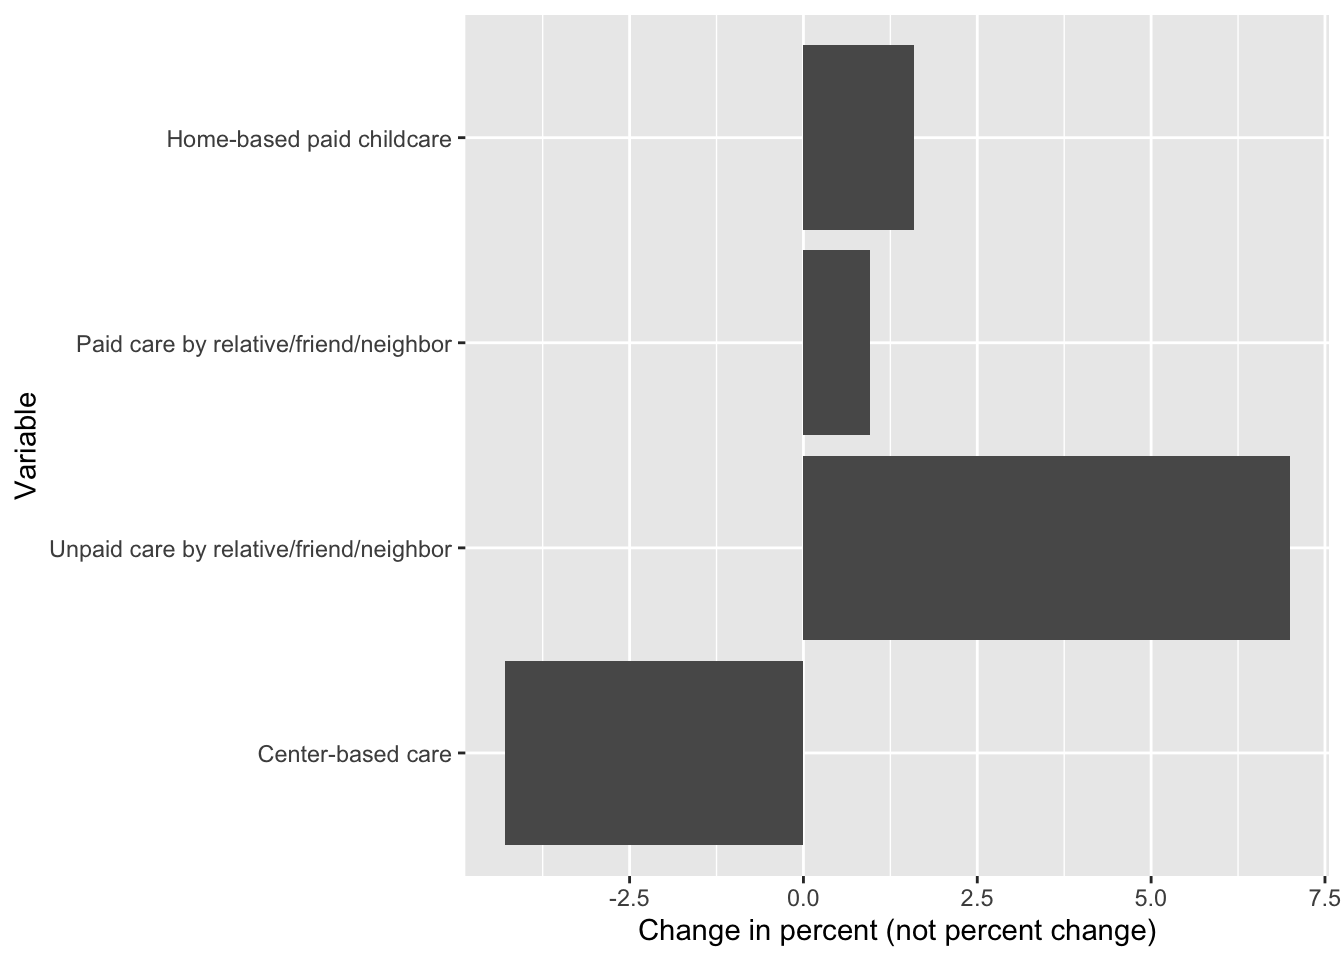 Variable
Home-based paid childcare
Paid care by relative/friend/neighbor
Unpaid care by relative/friend/neighbor
Center-based care
-2.5 0.0 2.5 5.0 7.5
Change in percent (not percent change)